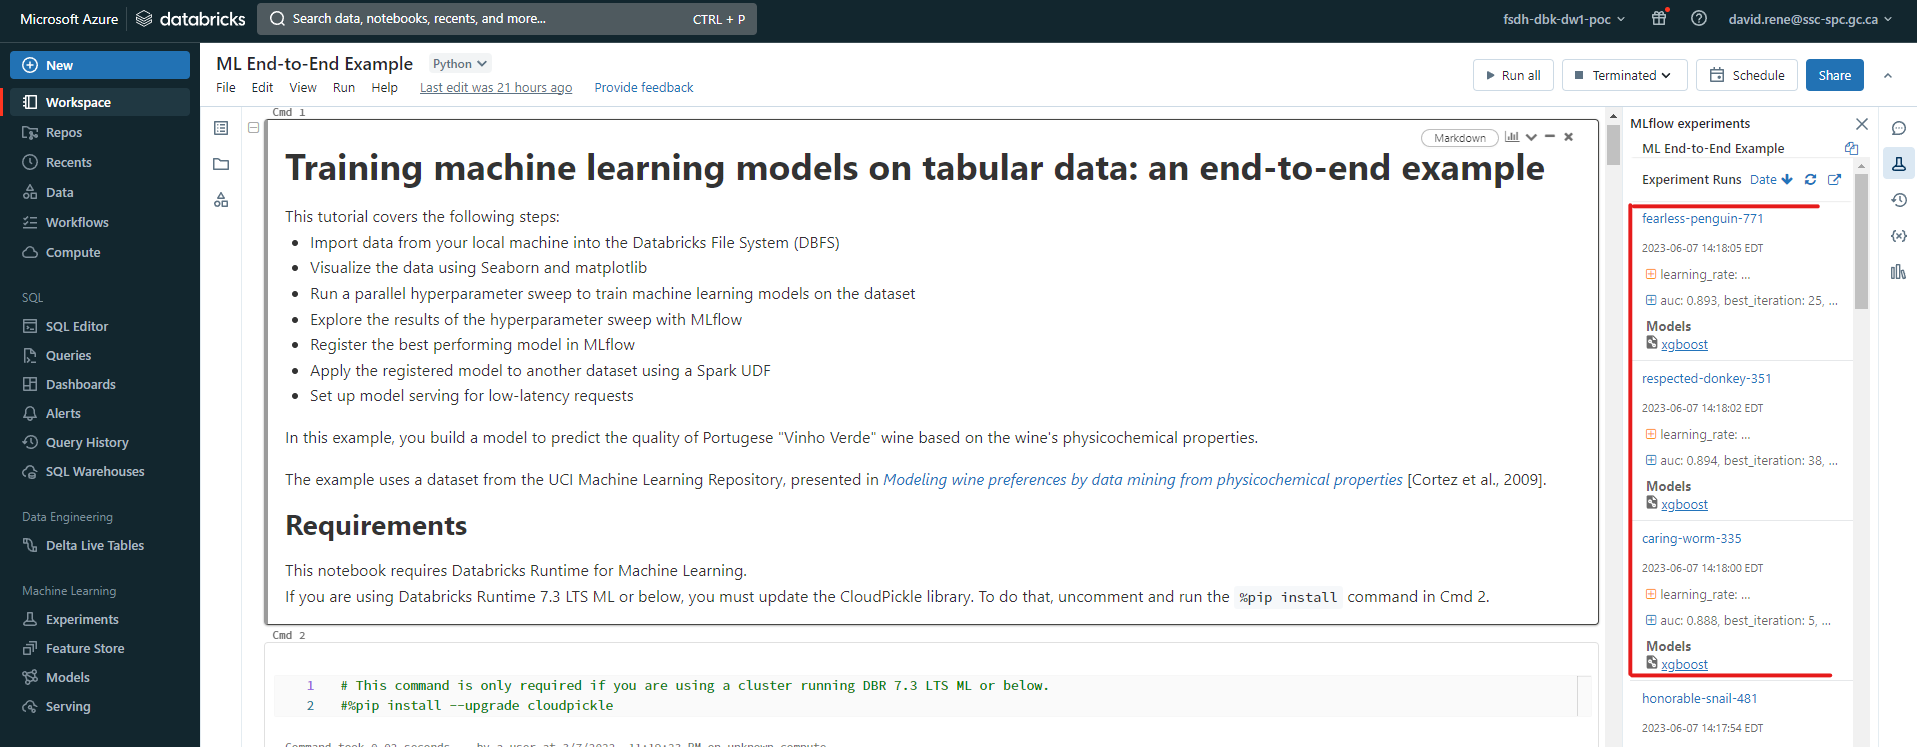 Microsoft Azure
databricks
Search data, notebooks, recents, and more...
CTRL + P
fsdh-dbk-dw1-poc
david.rene@ssc-spc.gc.ca
New
Workspace
Repos
Recents
Data
Workflows
Compute
SQL
SQL Editor
Queries
Dashboards
Alerts
Query History
SQL Warehouses
Data Engineering
Delta Live Tables
Machine Learning
Experiments
Feature Store
Models
Serving
ML End-to-End Example
Python
File Edit View Run Help Last edit was 21 hours ago Provide feedback
Run all
Terminated
Schedule
Share
Cmd 1
Markdown
Training machine learning models on tabular data: an end-to-end example
This tutorial covers the following steps:
• Import data from your local machine into the Databricks File System (DBFS)
• Visualize the data using Seaborn and matplotlib
• Run a parallel hyperparameter sweep to train machine learning models on the dataset
• Explore the results of the hyperparameter sweep with MLflow
• Register the best performing model in MLflow
• Apply the registered model to another dataset using a Spark UDF
• Set up model serving for low-latency requests
In this example, you build a model to predict the quality of Portugese "Vinho Verde" wine based on the wine's physicochemical properties.
The example uses a dataset from the UCI Machine Learning Repository, presented in Modeling wine preferences by data mining from physicochemical properties [Cortez et al., 2009].
Requirements
This notebook requires Databricks Runtime for Machine Learning.
If you are using Databricks Runtime 7.3 LTS ML or below, you must update the CloudPickle library. To do that, uncomment and run the %pip install command in Cmd 2.
Cmd 2
1 # This command is only required if you are using a cluster running DBR 7.3 LTS ML or below.
2 #%pip install --upgrade cloudpickle
MLflow experiments
ML End-to-End Example
Experiment Runs Date
fearless-penguin-771
2023-06-07 14:18:05 EDT
learning_rate: ...
auc: 0.893, best_iteration: 25, ...
Models
xgboost
respected-donkey-351
2023-06-07 14:18:02 EDT
learning_rate: ...
auc: 0.894, best_iteration: 38, ...
Models
xgboost
caring-worm-335
2023-06-07 14:18:00 EDT
learning_rate: ...
auc: 0.888, best_iteration: 5, ...
Models
xgboost
honorable-snail-481
2023-06-07 14:17:54 EDT